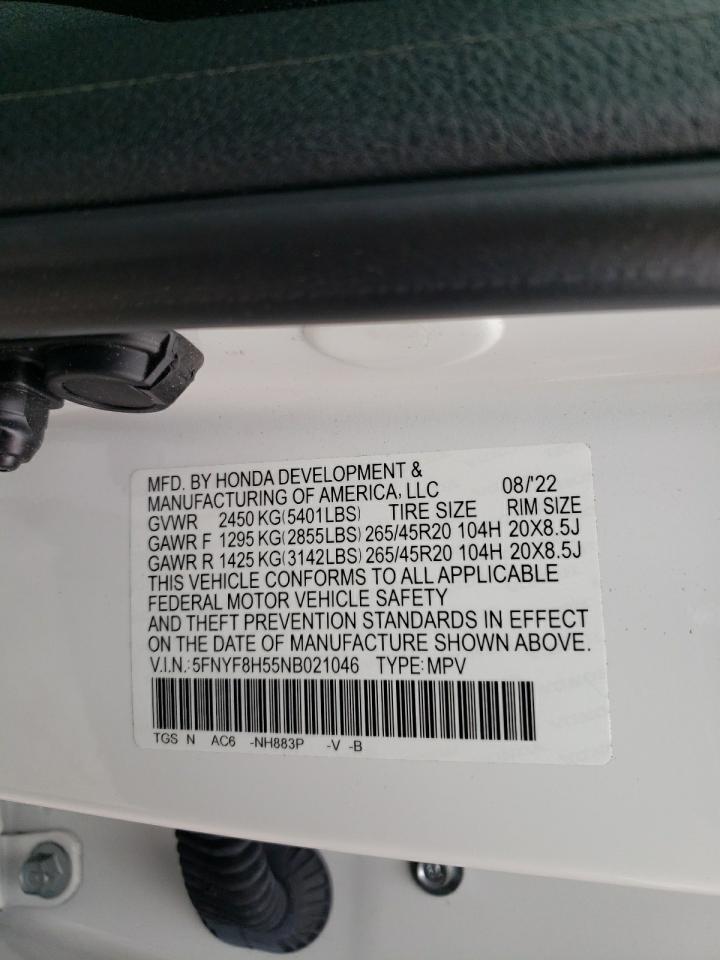 MFD. BY HONDA DEVELOPMENT &
MANUFACTURING OF AMERICA, LLC 08/'22
GVWR 2450 KG(5401LBS) TIRE SIZE RIM SIZE
GAWR F 1295 KG(2855LBS) 265/45R20 104H 20X8.5J
GAWR R 1425 KG(3142LBS) 265/45R20 104H 20X8.5J
THIS VEHICLE CONFORMS TO ALL APPLICABLE
FEDERAL MOTOR VEHICLE SAFETY
AND THEFT PREVENTION STANDARDS IN EFFECT
ON THE DATE OF MANUFACTURE SHOWN ABOVE.
V.I.N.:5FNYF8H55NB021046 TYPE:MPV
TGS N AC6 -NH883P -V -B